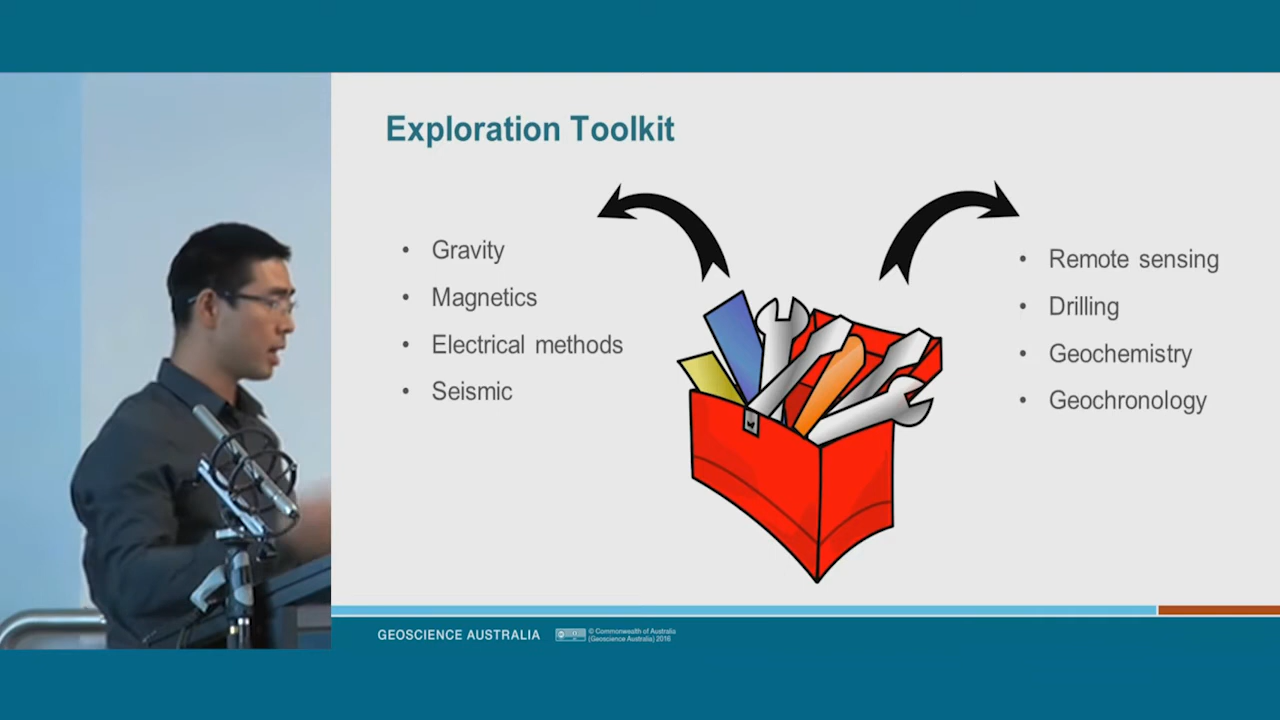 Exploration Toolkit
• Gravity
• Magnetics
• Electrical methods
• Seismic
• Remote sensing
• Drilling
• Geochemistry
• Geochronology
GEOSCIENCE AUSTRALIA
© Commonwealth of Australia
(Geoscience Australia) 2016